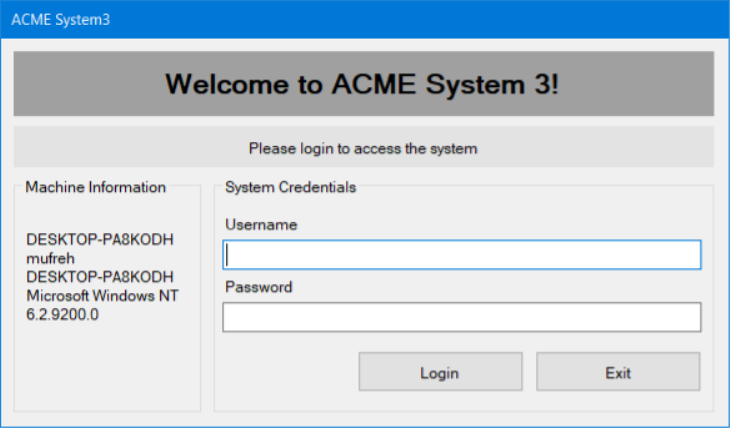 ACME System3
Welcome to ACME System 3!
Please login to access the system
Machine Information
DESKTOP-PA8KODH
mufreh
DESKTOP-PA8KODH
Microsoft Windows NT
6.2.9200.0
System Credentials
Username
Password
Login
Exit